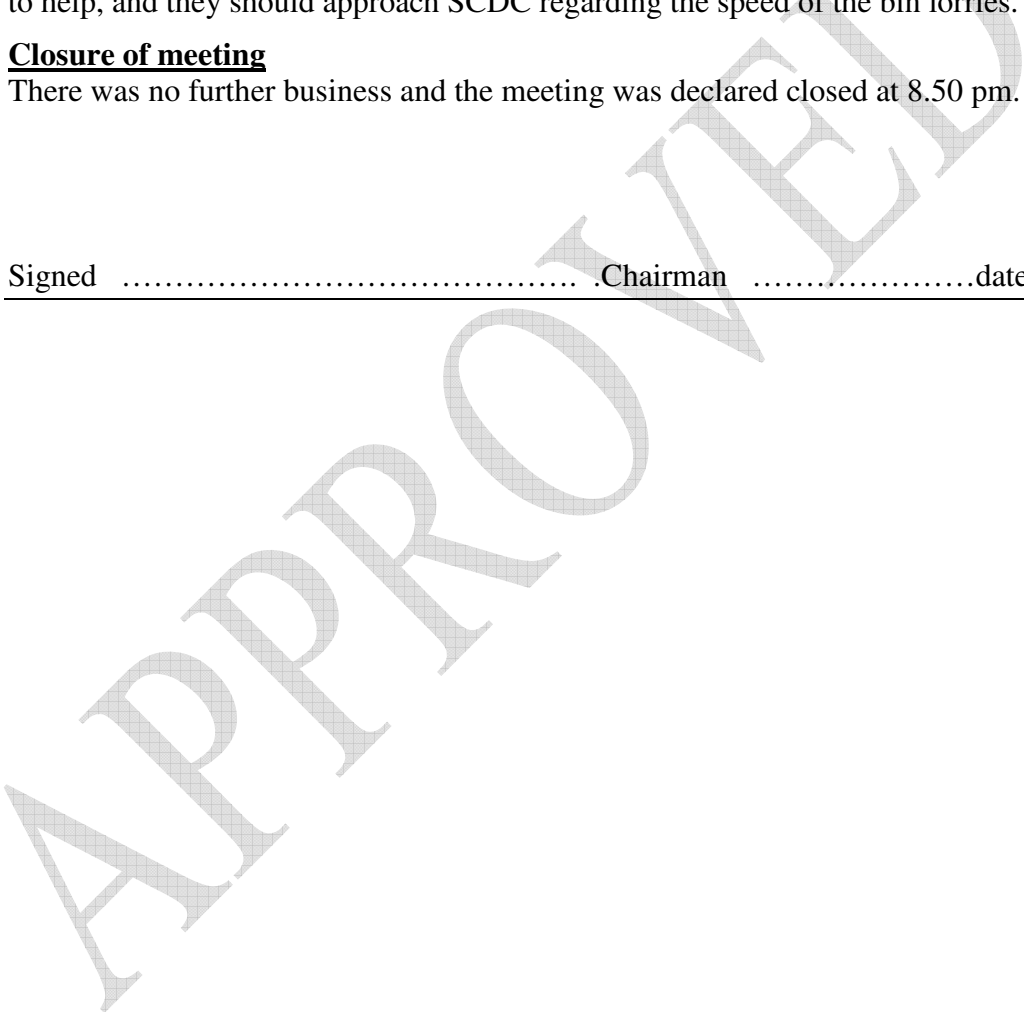 to help, and they should approach SCDC regarding the speed of the bin lorries.
Closure of meeting
There was no further business and the meeting was declared closed at 8.50 pm.
Signed ……………………………………. .Chairman …………………date
APPROVED